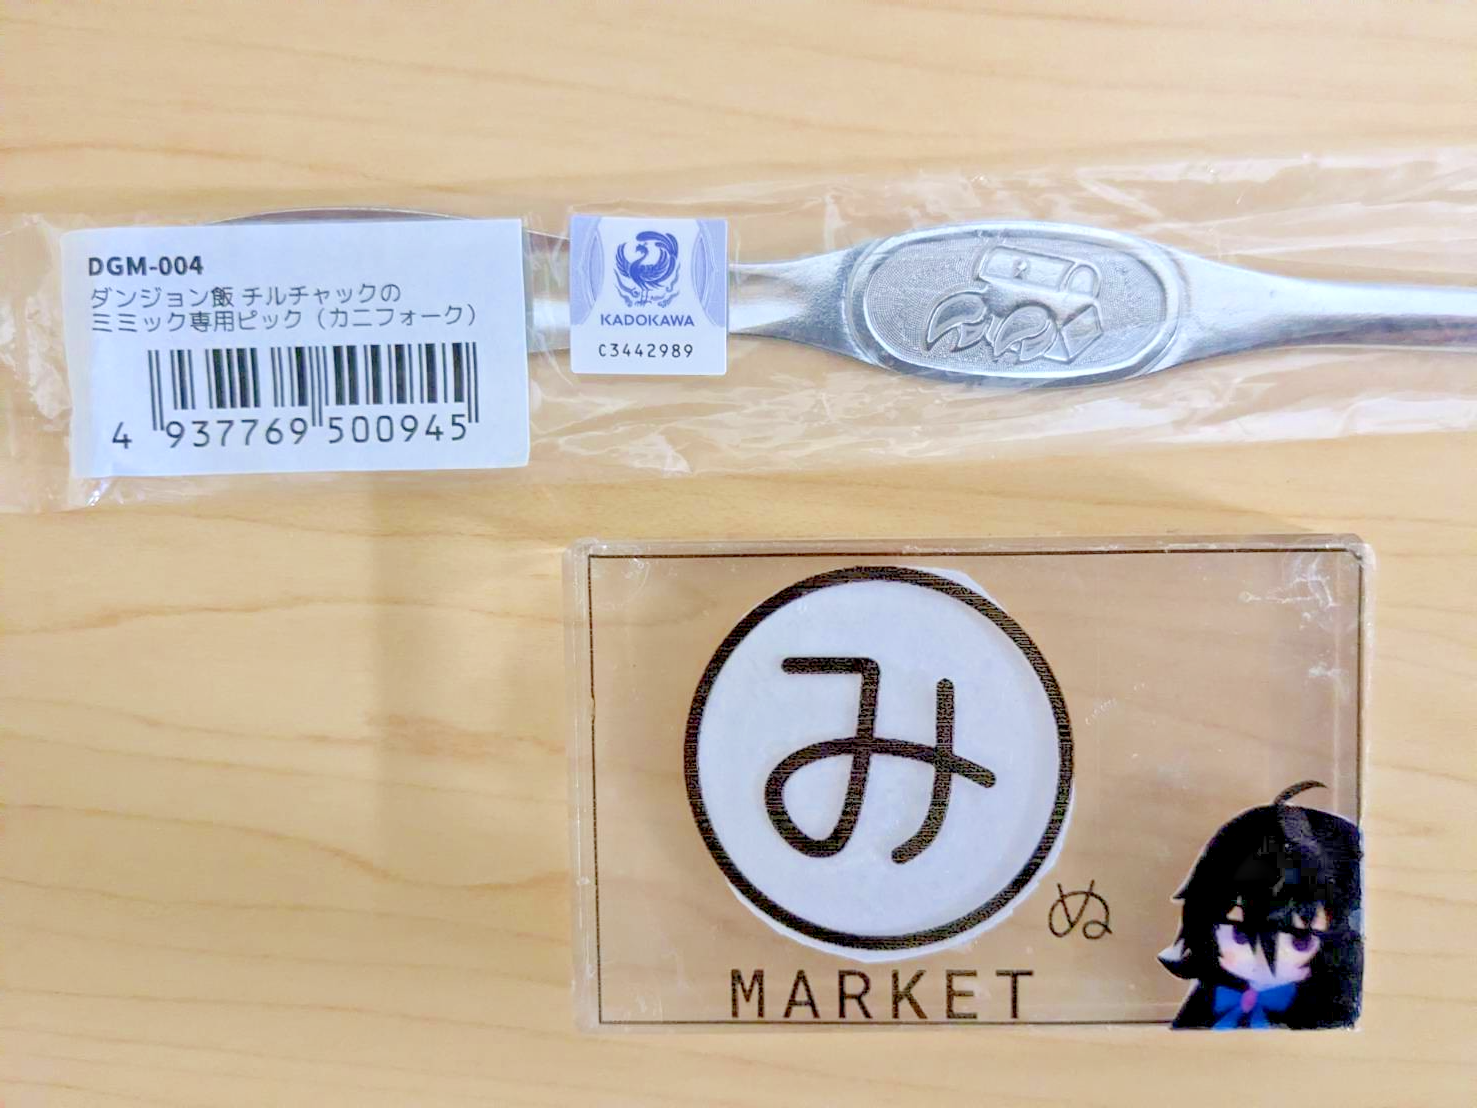 DGM-004
ダンジョン飯 チルチャックの
ミミック専用ピック（カニフォーク）
4 937769 500945
KADOKAWA
C3442989
み
ぬ
MARKET